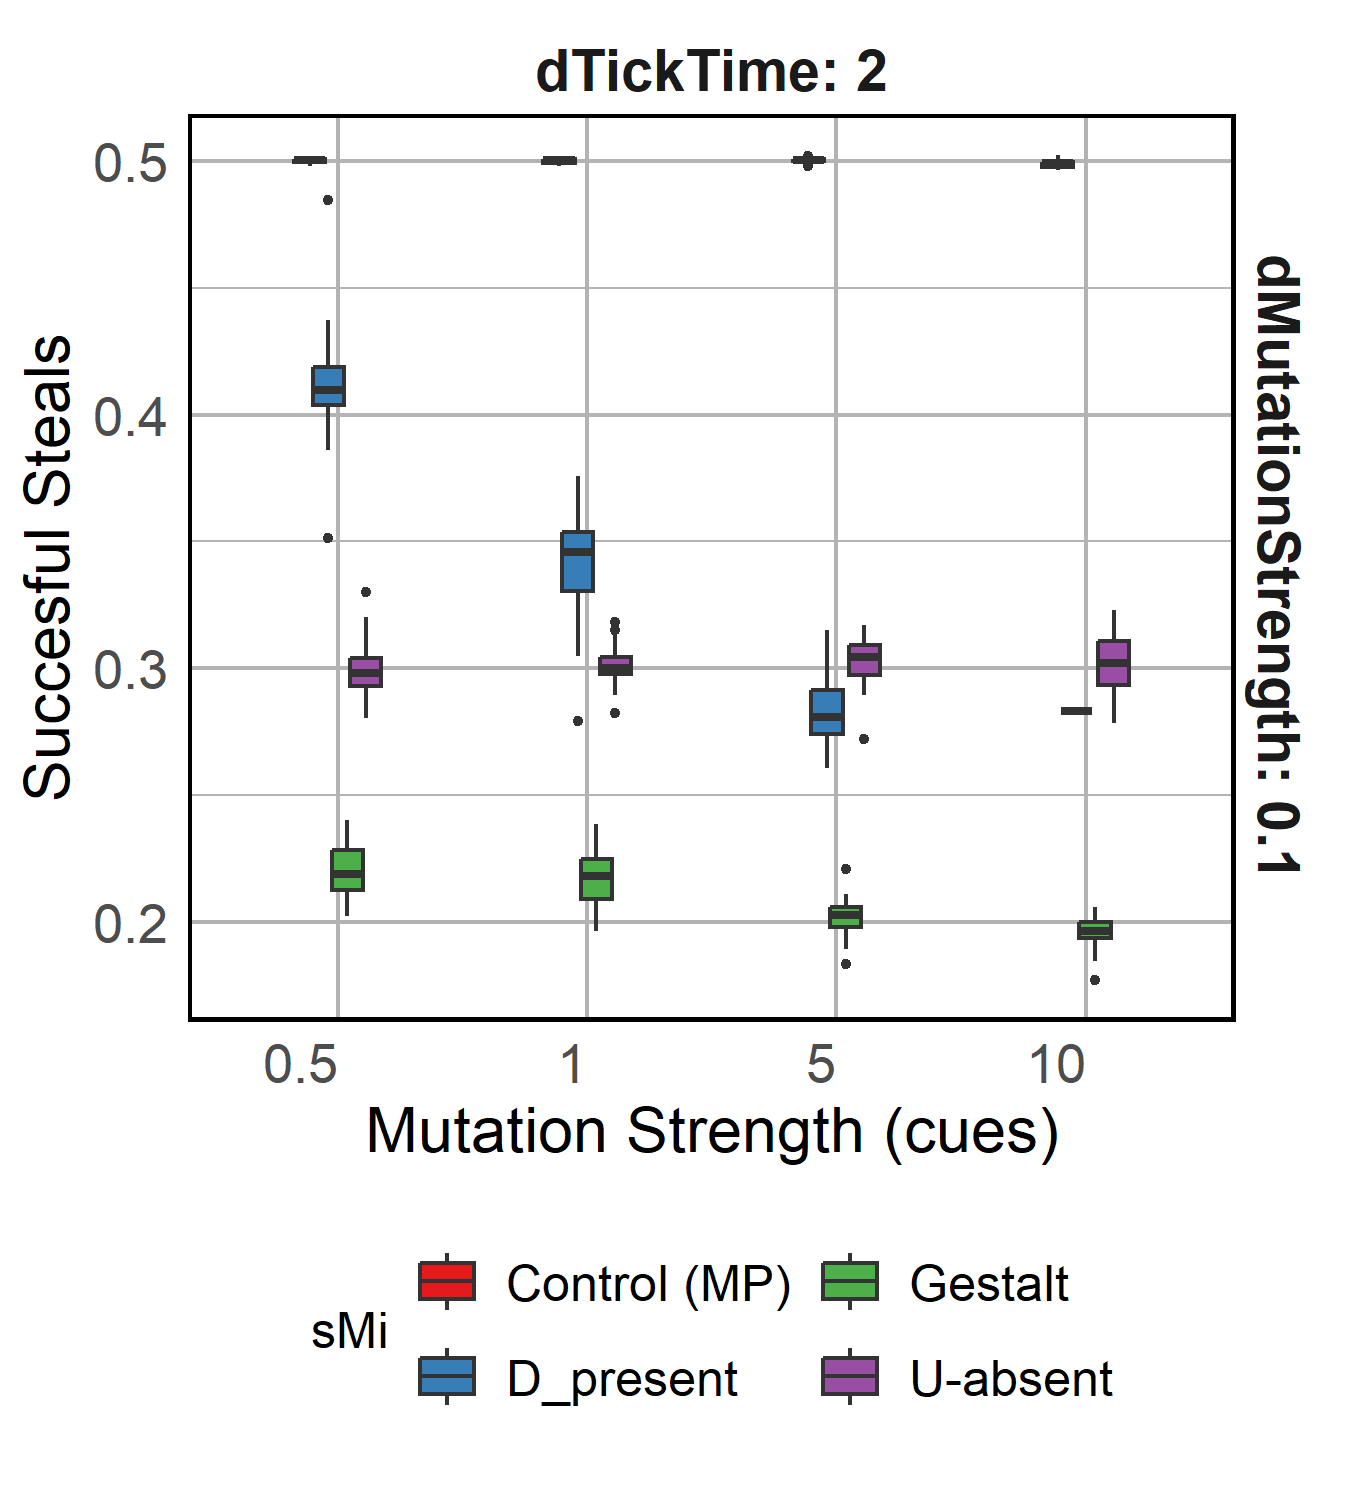 dTickTime: 2
0.5
0.4
0.3
0.2
Succesful Steals
dMutationStrength: 0.1
0.5 1 5 10
Mutation Strength (cues)
sMi
Control (MP) Gestalt
D_present U-absent